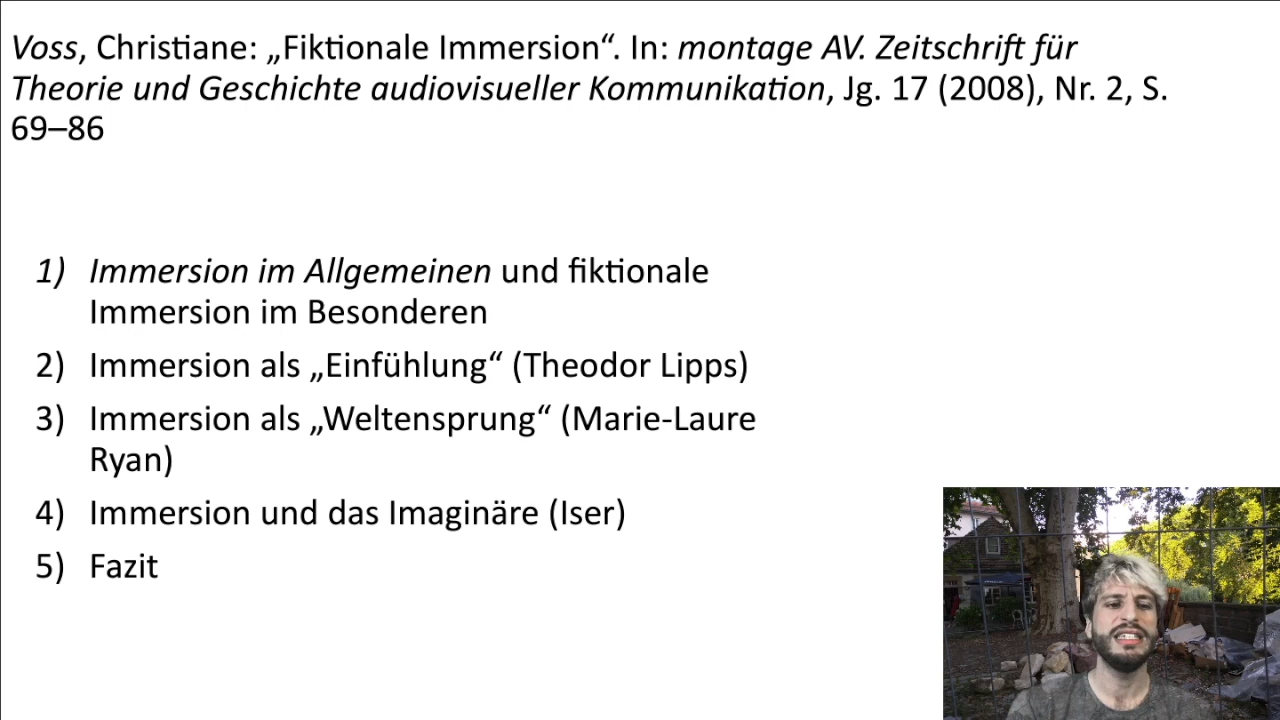 Voss, Christiane: „Fiktionale Immersion“. In: montage AV. Zeitschrift für
Theorie und Geschichte audiovisueller Kommunikation, Jg. 17 (2008), Nr. 2, S.
69–86
1) Immersion im Allgemeinen und fiktionale
Immersion im Besonderen
2) Immersion als „Einfühlung“ (Theodor Lipps)
3) Immersion als „Weltensprung“ (Marie-Laure
Ryan)
4) Immersion und das Imaginäre (Iser)
5) Fazit